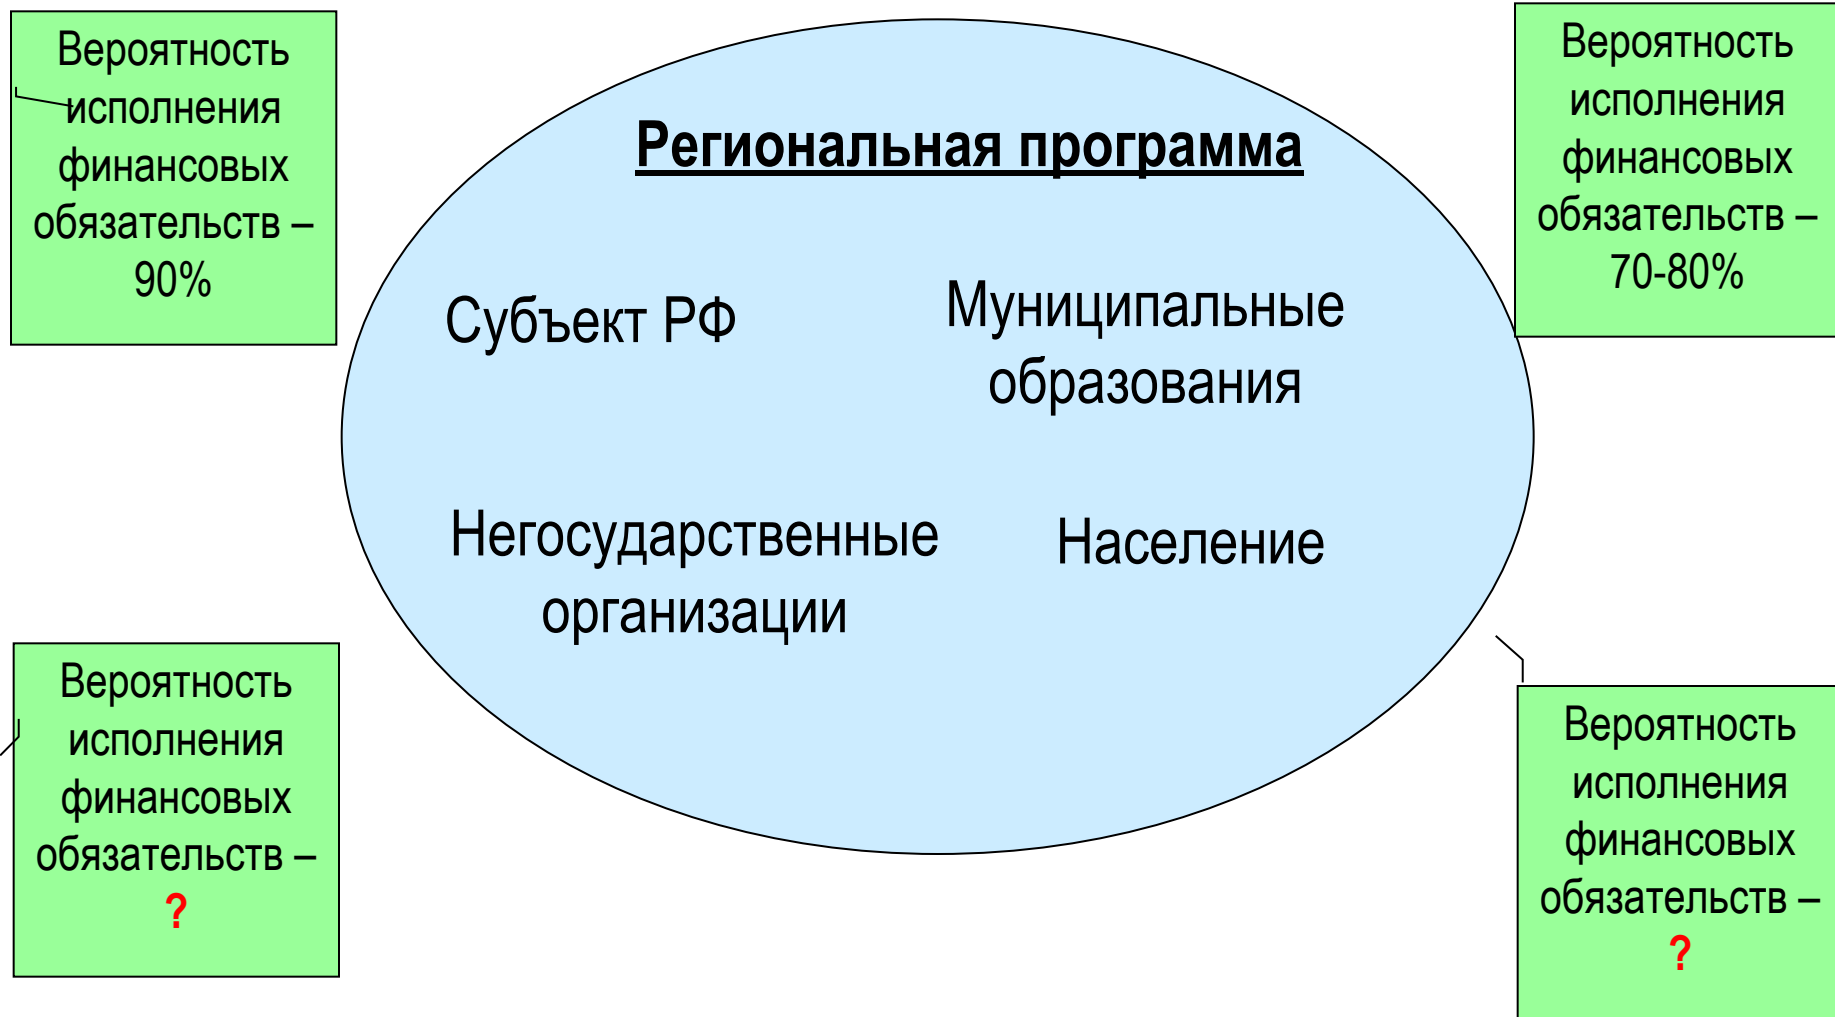 Вероятность
исполнения
финансовых
обязательств –
90%
Вероятность
исполнения
финансовых
обязательств –
70-80%
Региональная программа
Субъект РФ
Муниципальные
образования
Негосударственные
организации
Население
Вероятность
исполнения
финансовых
обязательств –
?
Вероятность
исполнения
финансовых
обязательств –
?